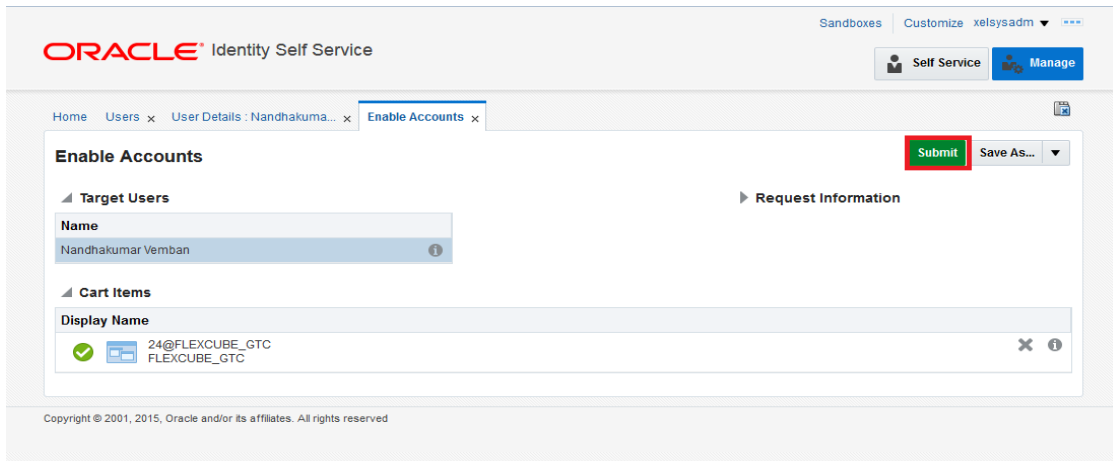 Sandboxes Customize xelsysadm
ORACLE Identity Self Service
Self Service Manage
Home Users x User Details : Nandhakuma... x Enable Accounts x
Enable Accounts
Submit Save As...
Target Users
Request Information
Name
Nandhakumar Vemban
Cart Items
Display Name
24@FLEXCUBE_GTC
FLEXCUBE_GTC
Copyright © 2001, 2015, Oracle and/or its affiliates. All rights reserved